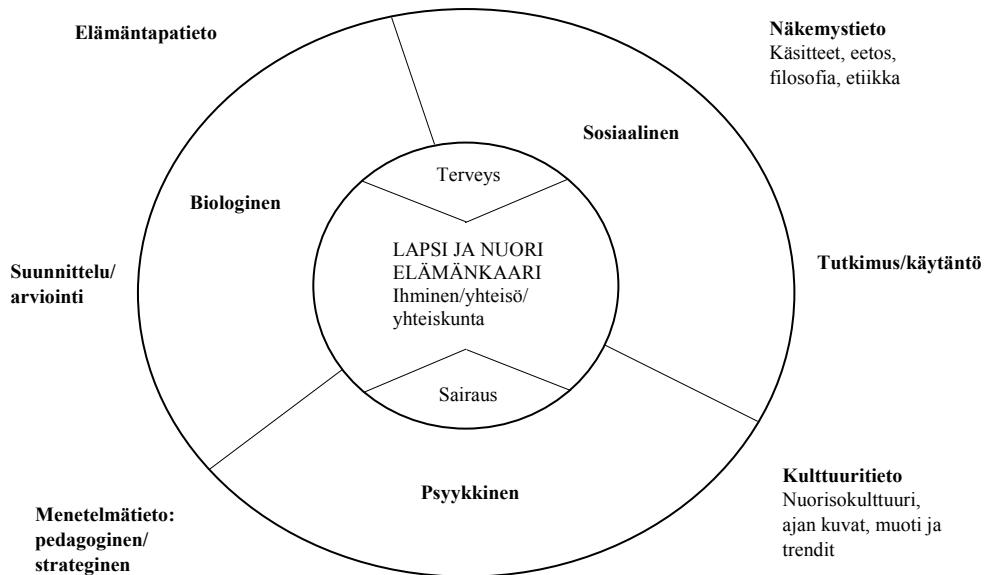 Elämäntapatieto
Näkemystieto
Käsitteet, eetos,
filosofia, etiikka
Sosiaalinen
Terveys
Biologinen
LAPSI JA NUORI
ELÄMÄNKAARI
Ihminen/yhteisö/
yhteiskunta
Suunnittelu/
arviointi
Tutkimus/käytäntö
Sairaus
Psyykkinen
Kulttuuritieto
Nuorisokulttuuri,
ajan kuvat, muoti ja
trendit
Menetelmätieto:
pedagoginen/
strateginen